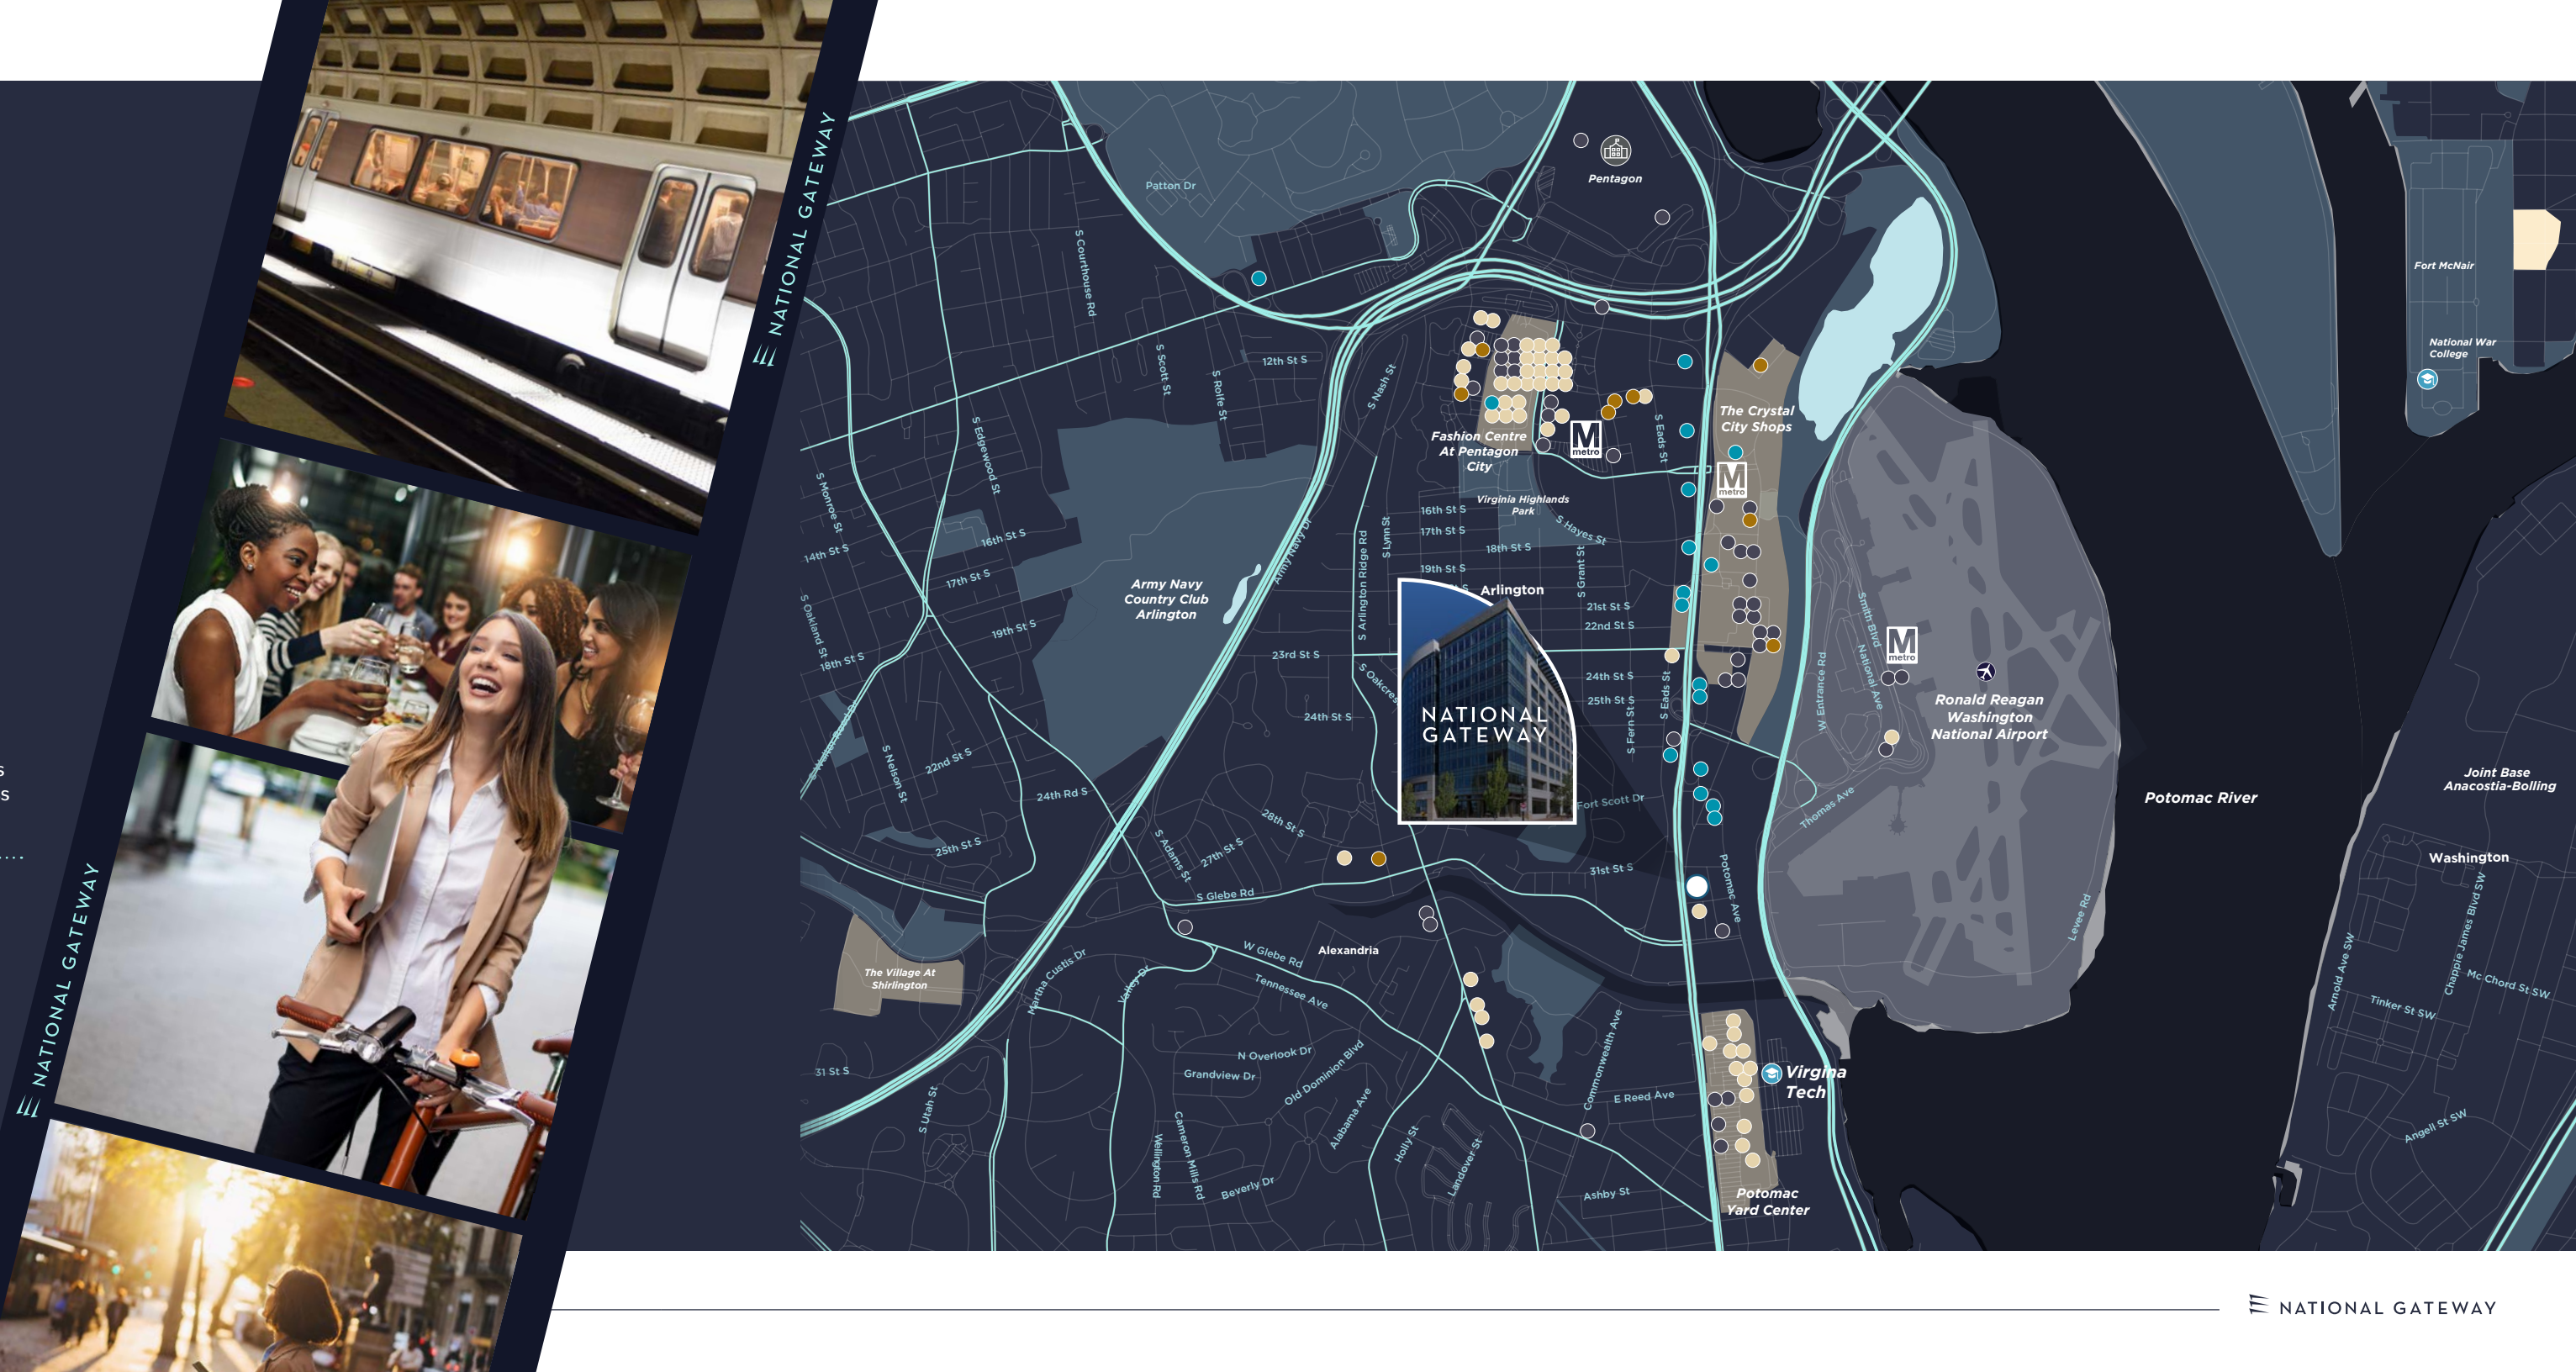 NATIONAL GATEWAY
NATIONAL GATEWAY
s
s
Pentagon
Patton Dr
S Courthouse Rd
12th St S
S Scott St
S Rolfe St
S Nash St
S Edgewood St
S Monroe St
14th St S
16th St S
17th St S
S Oakland St
18th St S
19th St S
S Walter Reed Dr
S Nelson St
22nd St S
24th Rd S
25th St S
Army Navy
Country Club
Arlington
Army Navy Dr
Fashion Centre
At Pentagon
City
M
metro
S Eads St
The Crystal
City Shops
M
metro
Virginia Highlands
Park
16th St S
17th St S
18th St S
19th St S
S Hayes St
S Grant St
S Lynn St
S Arlington Ridge Rd
Arlington
21st St S
22nd St S
23rd St S
24th St S
24th St S
25th St S
S Fern St
S Eads St
NATIONAL
GATEWAY
Fort Scott Dr
31st St S
Potomac Ave
28th St S
27th St S
S Adams St
S Glebe Rd
W Glebe Rd
Alexandria
Tennessee Ave
Martha Custis Dr
Valley Dr
The Village At
Shirlington
31 St S
S Utah St
N Overlook Dr
Grandview Dr
Old Dominion Blvd
Alabama Ave
Cameron Mills Rd
Wellington Rd
Beverly Dr
Holly St
Landover St
Commonwealth Ave
E Reed Ave
Ashby St
Virgina
Tech
Potomac
Yard Center
Smith Blvd
National Ave
W Entrance Rd
Thomas Ave
M
metro
Ronald Reagan
Washington
National Airport
Levee Rd
Potomac River
Fort McNair
National War
College
Joint Base
Anacostia-Bolling
Washington
Arnold Ave SW
Chappie James Blvd SW
Mc Chord St SW
Tinker St SW
Angell St SW
NATIONAL GATEWAY